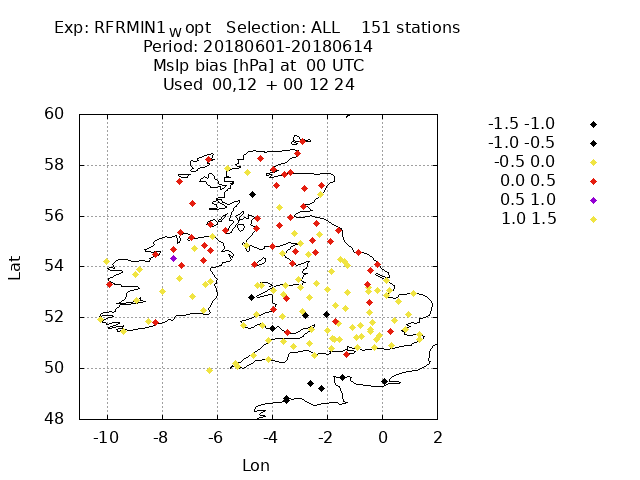 Exp: RFRMIN1 W opt Selection: ALL 151 stations
Period: 20180601-20180614
Mslp bias [hPa] at 00 UTC
Used 00,12 + 00 12 24
60
58
56
54
52
50
48
-10 -8 -6 -4 -2 0 2
Lat
Lon
-1.5 -1.0
-1.0 -0.5
-0.5 0.0
0.0 0.5
0.5 1.0
1.0 1.5